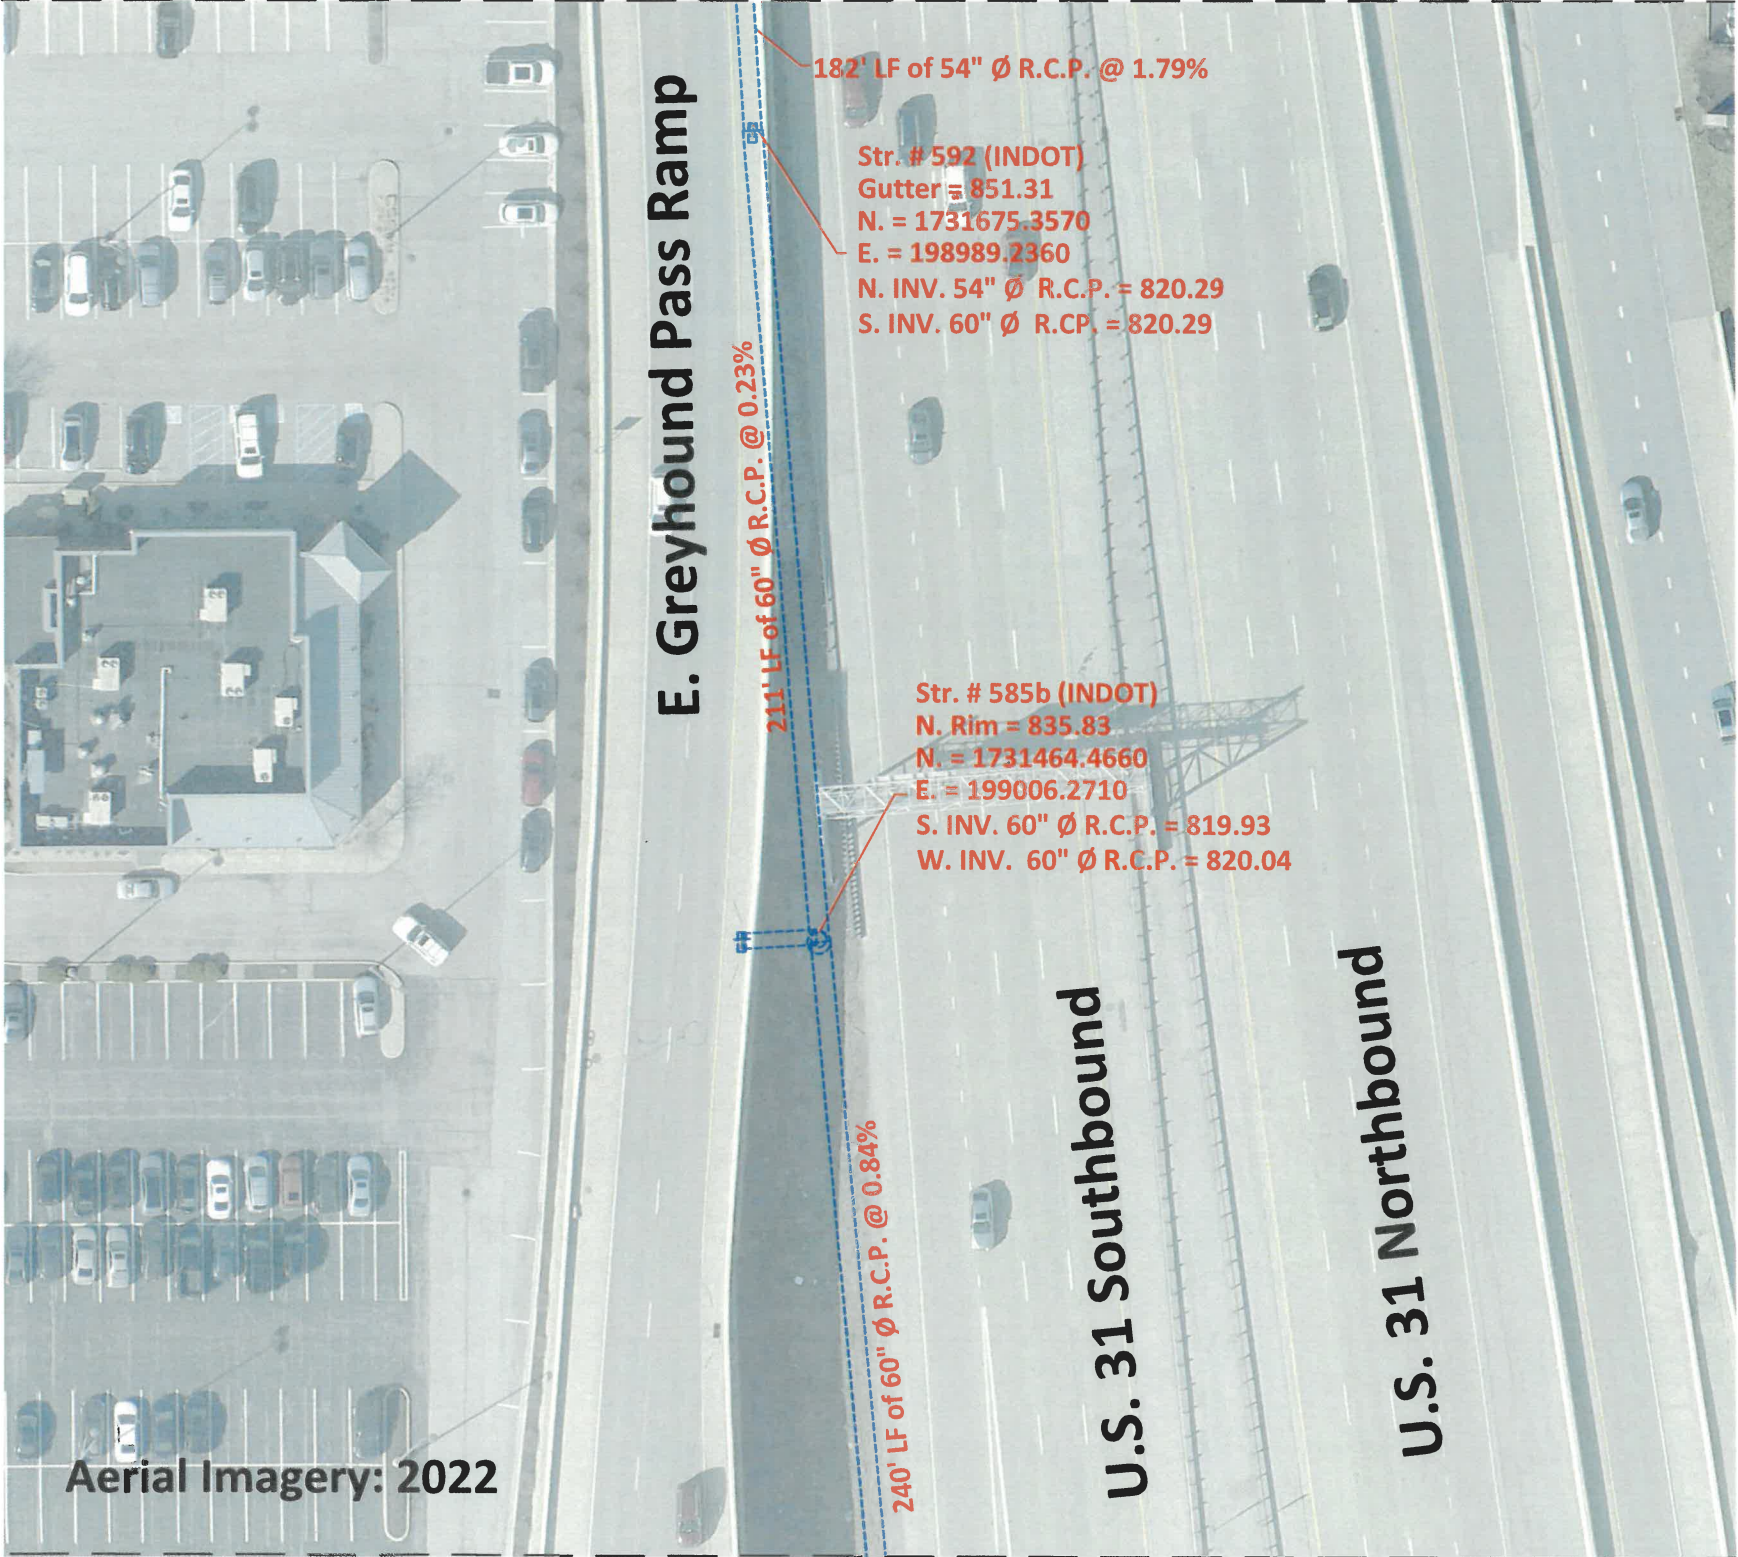 182' LF of 54" Ø R.C.P. @ 1.79%
E. Greyhound Pass Ramp
Str. # 592 (INDOT)
Gutter = 851.31
N. = 1731675.3570
E. = 198989.2360
N. INV. 54" Ø R.C.P. = 820.29
S. INV. 60" Ø R.CP. = 820.29
211' LF of 60" Ø R.C.P. @ 0.23%
Str. # 585b (INDOT)
N. Rim = 835.83
N. = 1731464.4660
E. = 199006.2710
S. INV. 60" Ø R.C.P. = 819.93
W. INV. 60" Ø R.C.P. = 820.04
240' LF of 60" Ø R.C.P. @ 0.84%
U.S. 31 Southbound
U.S. 31 Northbound
Aerial Imagery: 2022